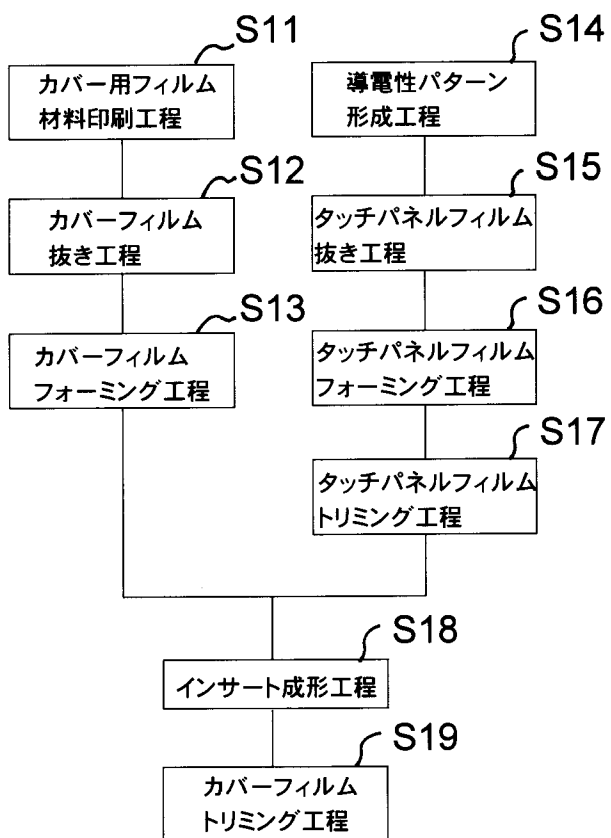 S11
カバー用フィルム
材料印刷工程
S12
カバーフィルム
抜き工程
S13
カバーフィルム
フォーミング工程
S14
導電性パターン
形成工程
S15
タッチパネルフィルム
抜き工程
S16
タッチパネルフィルム
フォーミング工程
S17
タッチパネルフィルム
トリミング工程
S18
インサート成形工程
S19
カバーフィルム
トリミング工程